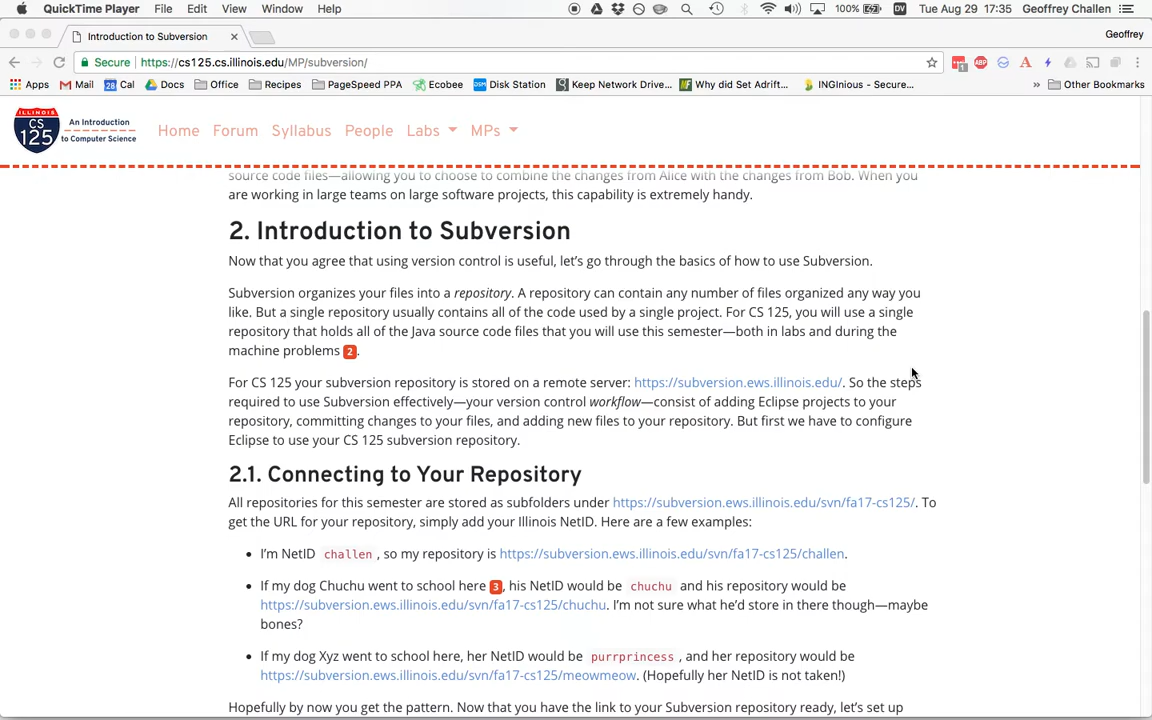 QuickTime Player File Edit View Window Help 100% DV Tue Aug 29 17:35 Geoffrey Challen
Introduction to Subversion Geoffrey
Secure https://cs125.cs.illinois.edu/MP/subversion/
Apps Mail Cal Docs Office Recipes PageSpeed PPA Ecobee Disk Station Keep Network Drive... Why did Set Adrift... INGInious - Secure... » Other Bookmarks
ILLINOIS CS 125 An Introduction to Computer Science Home Forum Syllabus People Labs MPs
source code files—allowing you to choose to combine the changes from Alice with the changes from Bob. When you
are working in large teams on large software projects, this capability is extremely handy.
2. Introduction to Subversion
Now that you agree that using version control is useful, let's go through the basics of how to use Subversion.
Subversion organizes your files into a repository. A repository can contain any number of files organized any way you
like. But a single repository usually contains all of the code used by a single project. For CS 125, you will use a single
repository that holds all of the Java source code files that you will use this semester—both in labs and during the
machine problems 2.
For CS 125 your subversion repository is stored on a remote server: https://subversion.ews.illinois.edu/. So the steps
required to use Subversion effectively—your version control workflow—consist of adding Eclipse projects to your
repository, committing changes to your files, and adding new files to your repository. But first we have to configure
Eclipse to use your CS 125 subversion repository.
2.1. Connecting to Your Repository
All repositories for this semester are stored as subfolders under https://subversion.ews.illinois.edu/svn/fa17-cs125/. To
get the URL for your repository, simply add your Illinois NetID. Here are a few examples:
• I'm NetID challen , so my repository is https://subversion.ews.illinois.edu/svn/fa17-cs125/challen.
• If my dog Chuchu went to school here 3, his NetID would be chuchu and his repository would be
https://subversion.ews.illinois.edu/svn/fa17-cs125/chuchu. I'm not sure what he'd store in there though—maybe
bones?
• If my dog Xyz went to school here, her NetID would be purrprincess , and her repository would be
https://subversion.ews.illinois.edu/svn/fa17-cs125/meowmeow. (Hopefully her NetID is not taken!)
Hopefully by now you get the pattern. Now that you have the link to your Subversion repository ready, let's set up